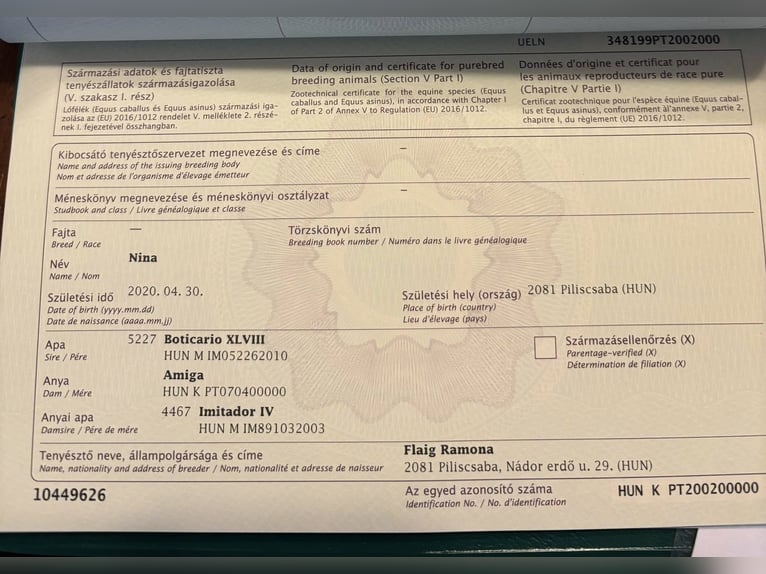 UELN 348199PT2002000
Származási adatok és fajtatiszta
tenyészállatok származásigazolása
(V. szakasz I. rész)
Lófélék (Equus caballus és Equus asinus) származási iga-
zolása az (EU) 2016/1012 rendelet V. melléklete 2. részé-
nek I. fejezetével összhangban.
Data of origin and certificate for purebred
breeding animals (Section V Part I)
Zootechnical certificate for the equine species (Equus
caballus and Equus asinus), in accordance with Chapter I
of Part 2 of Annex V to Regulation (EU) 2016/1012.
Données d'origine et certificat pour
les animaux reproducteurs de race pure
(Chapitre V Partie I)
Certificat zootechnique pour l'espèce équine (Equus cabal-
lus et Equus asinus), conformément àl'annexe V, partie 2,
chapitre I, du règlement (UE) 2016/1012.
Kibocsátó tenyésztőszervezet megnevezése és címe –
Name and address of the issuing breeding body
Nom et adresse de l'organisme d'élevage émetteur
Méneskönyv megnevezése és méneskönyvi osztályzat –
Studbook and class / Livre généalogique et classe
Fajta — Törzskönyvi szám
Breed / Race Breeding book number / Numéro dans le livre généalogique
Név Nina
Name / Nom
Születési idő 2020. 04. 30. Születési hely (ország) 2081 Piliscsaba (HUN)
Date of birth (yyyy.mm.dd) Place of birth (country)
Date de naissance (aaaa.mm.jj) Lieu d'élevage (pays)
Apa 5227 Boticario XLVIII Származásellenőrzés (X)
Sire / Père HUN M IM052262010 Parentage-verified (X)
Détermination de filiation (X)
Anya Amiga
Dam / Mére HUN K PT070400000
Anyai apa 4467 Imitador IV
Damsire / Pére de mére HUN M IM891032003
Tenyésztő neve, állampolgársága és címe Flaig Ramona
Name, nationality and address of breeder / Nom, nationalité et adresse de naisseur 2081 Piliscsaba, Nádor erdő u. 29. (HUN)
10449626 Az egyed azonosító száma HUN K PT200200000
Identification No. / No. d'identification